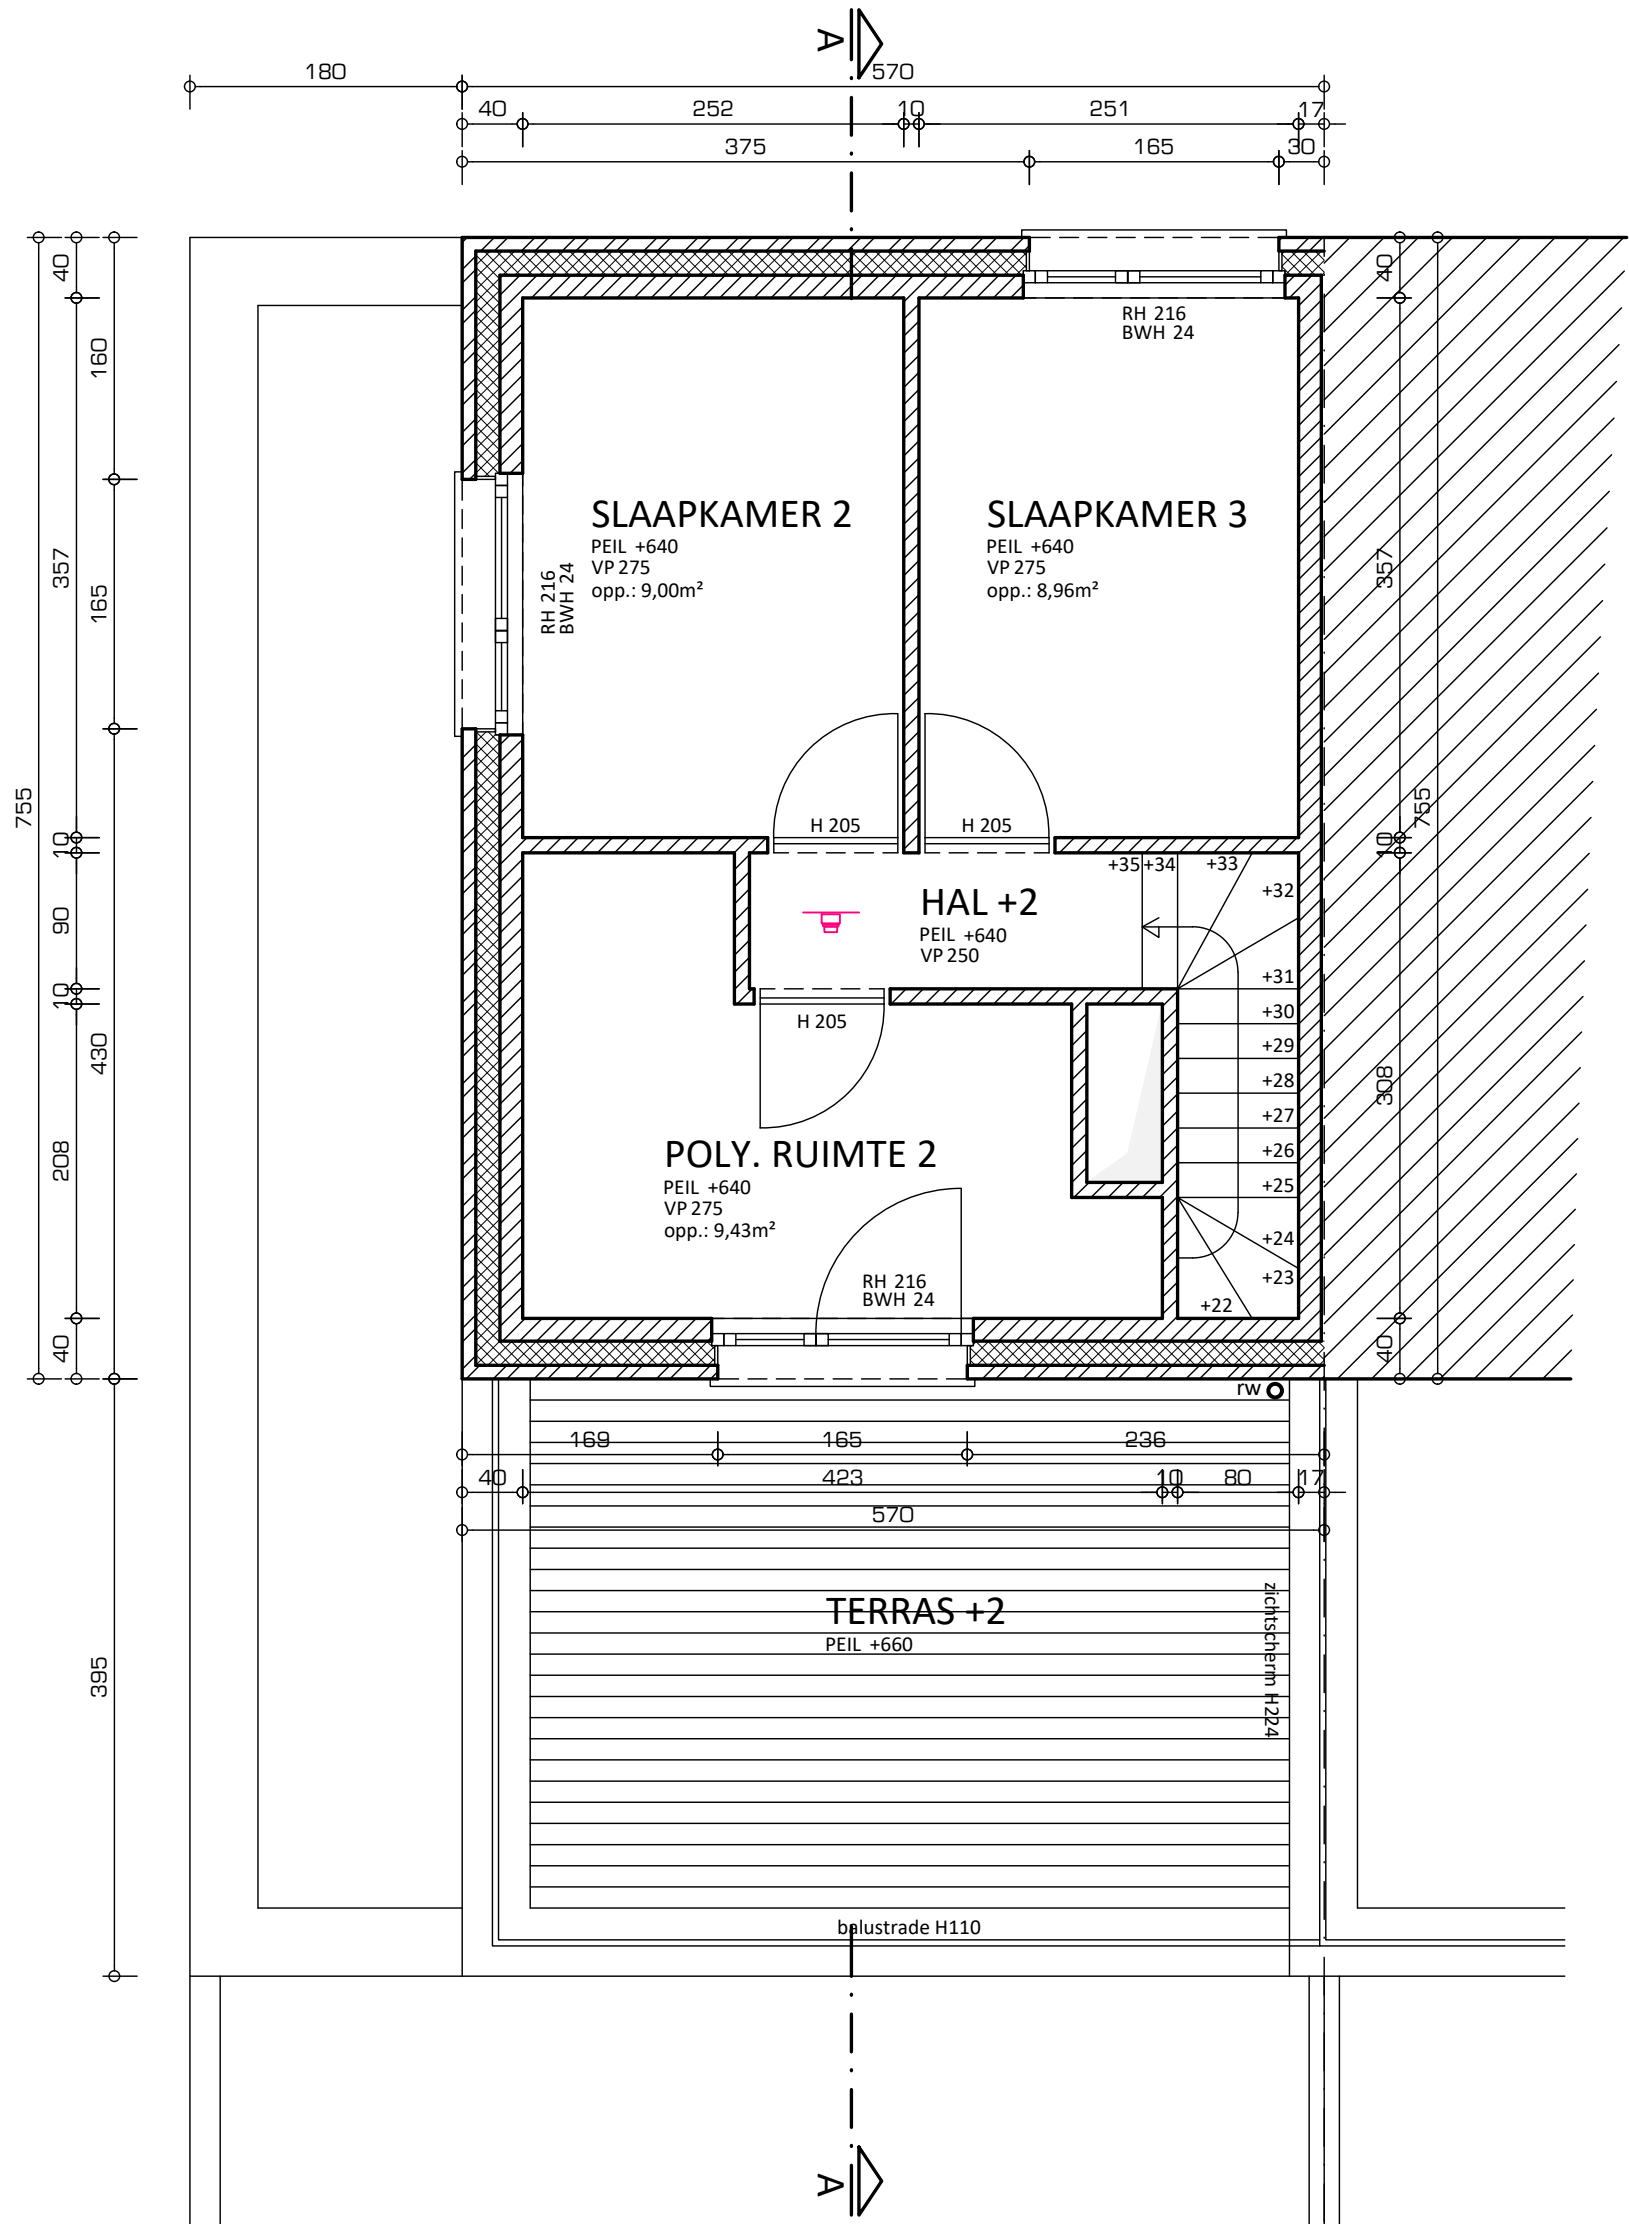 A
180
570
40
252
10
251
17
375
165
30
40
160
40
RH 216
BWH 24
SLAAPKAMER 2
PEIL +640
VP 275
opp.: 9,00m²
SLAAPKAMER 3
PEIL +640
VP 275
opp.: 8,96m²
RH 216
BWH 24
357
165
357
755
755
H 205
H 205
10
10
+35
+34
+33
+32
HAL +2
PEIL +640
VP 250
90
+31
10
+30
H 205
430
+29
308
+28
+27
208
POLY. RUIMTE 2
PEIL +640
VP 275
opp.: 9,43m²
+26
+25
+24
+23
+22
RH 216
BWH 24
40
40
rw
169
165
236
40
423
10
80
17
570
TERRAS +2
PEIL +660
zichtscherm H224
395
balustrade H110
A